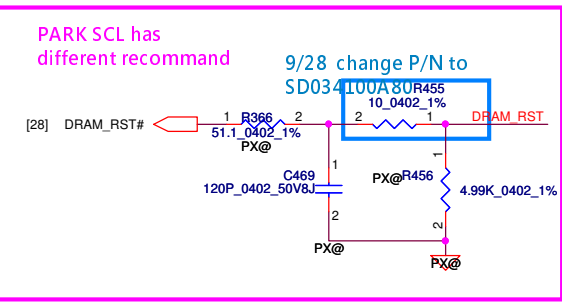 PARK SCL has
different recommand
9/28 change P/N to
SD034100A80
R455
10_0402_1%
2 1
DRAM_RST
[28] DRAM_RST#
1 R366 2
51.1_0402_1%
PX@
1
C469
120P_0402_50V8J
2
PX@
1
PX@ R456
4.99K_0402_1%
2
PX@